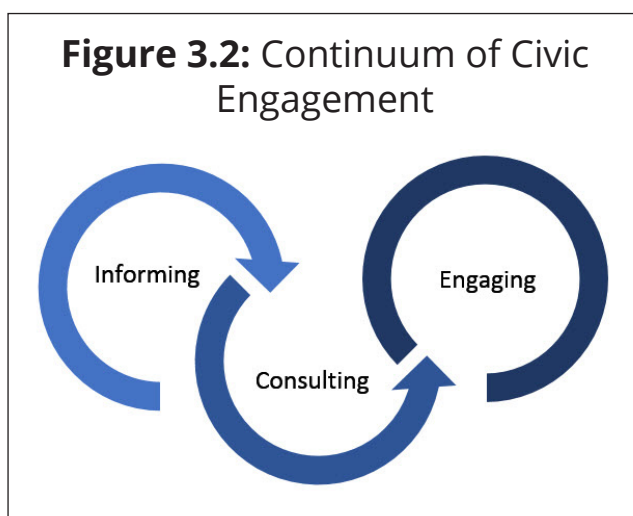 Figure 3.2: Continuum of Civic
Engagement
Informing
Consulting
Engaging